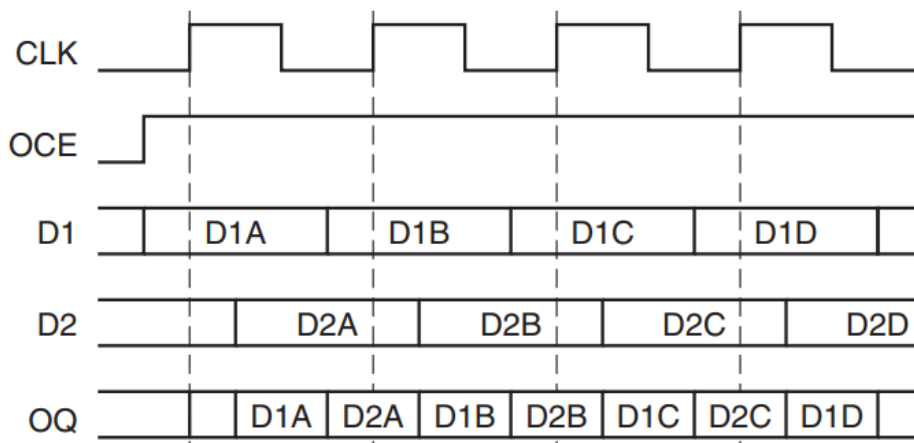 CLK
OCE
D1 D1A D1B D1C D1D
D2 D2A D2B D2C D2D
OQ D1A D2A D1B D2B D1C D2C D1D